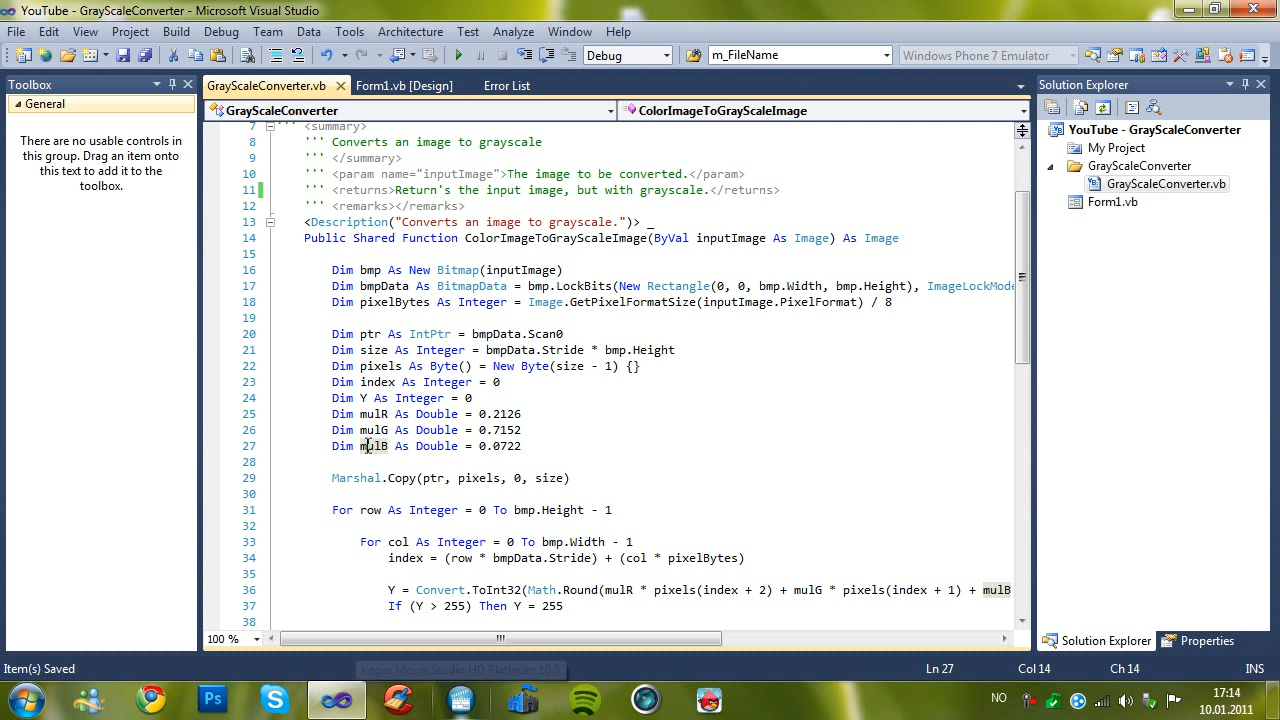 YouTube - GrayScaleConverter - Microsoft Visual Studio
File Edit View Project Build Debug Team Data Tools Architecture Test Analyze Window Help
Debug m_FileName Windows Phone 7 Emulator
Toolbox
General
There are no usable controls in
this group. Drag an item onto
this text to add it to the
toolbox.
GrayScaleConverter.vb Form1.vb [Design] Error List
GrayScaleConverter ColorImageToGrayScaleImage
7 ''' <summary>
8 ''' Converts an image to grayscale
9 ''' </summary>
10 ''' <param name="inputImage">The image to be converted.</param>
11 ''' <returns>Return's the input image, but with grayscale.</returns>
12 ''' <remarks></remarks>
13 <Description("Converts an image to grayscale.")> _
14 Public Shared Function ColorImageToGrayScaleImage(ByVal inputImage As Image) As Image
15
16 Dim bmp As New Bitmap(inputImage)
17 Dim bmpData As BitmapData = bmp.LockBits(New Rectangle(0, 0, bmp.Width, bmp.Height), ImageLockMode
18 Dim pixelBytes As Integer = Image.GetPixelFormatSize(inputImage.PixelFormat) / 8
19
20 Dim ptr As IntPtr = bmpData.Scan0
21 Dim size As Integer = bmpData.Stride * bmp.Height
22 Dim pixels As Byte() = New Byte(size - 1) {}
23 Dim index As Integer = 0
24 Dim Y As Integer = 0
25 Dim mulR As Double = 0.2126
26 Dim mulG As Double = 0.7152
27 Dim mulB As Double = 0.0722
28
29 Marshal.Copy(ptr, pixels, 0, size)
30
31 For row As Integer = 0 To bmp.Height - 1
32
33 For col As Integer = 0 To bmp.Width - 1
34 index = (row * bmpData.Stride) + (col * pixelBytes)
35
36 Y = Convert.ToInt32(Math.Round(mulR * pixels(index + 2) + mulG * pixels(index + 1) + mulB
37 If (Y > 255) Then Y = 255
38
100 %
Solution Explorer
YouTube - GrayScaleConverter
My Project
GrayScaleConverter
GrayScaleConverter.vb
Form1.vb
Solution Explorer Properties
Item(s) Saved Vegas Movie Studio HD Platinum 10.0 Ln 27 Col 14 Ch 14 INS
Ps
NO
17:14
10.01.2011